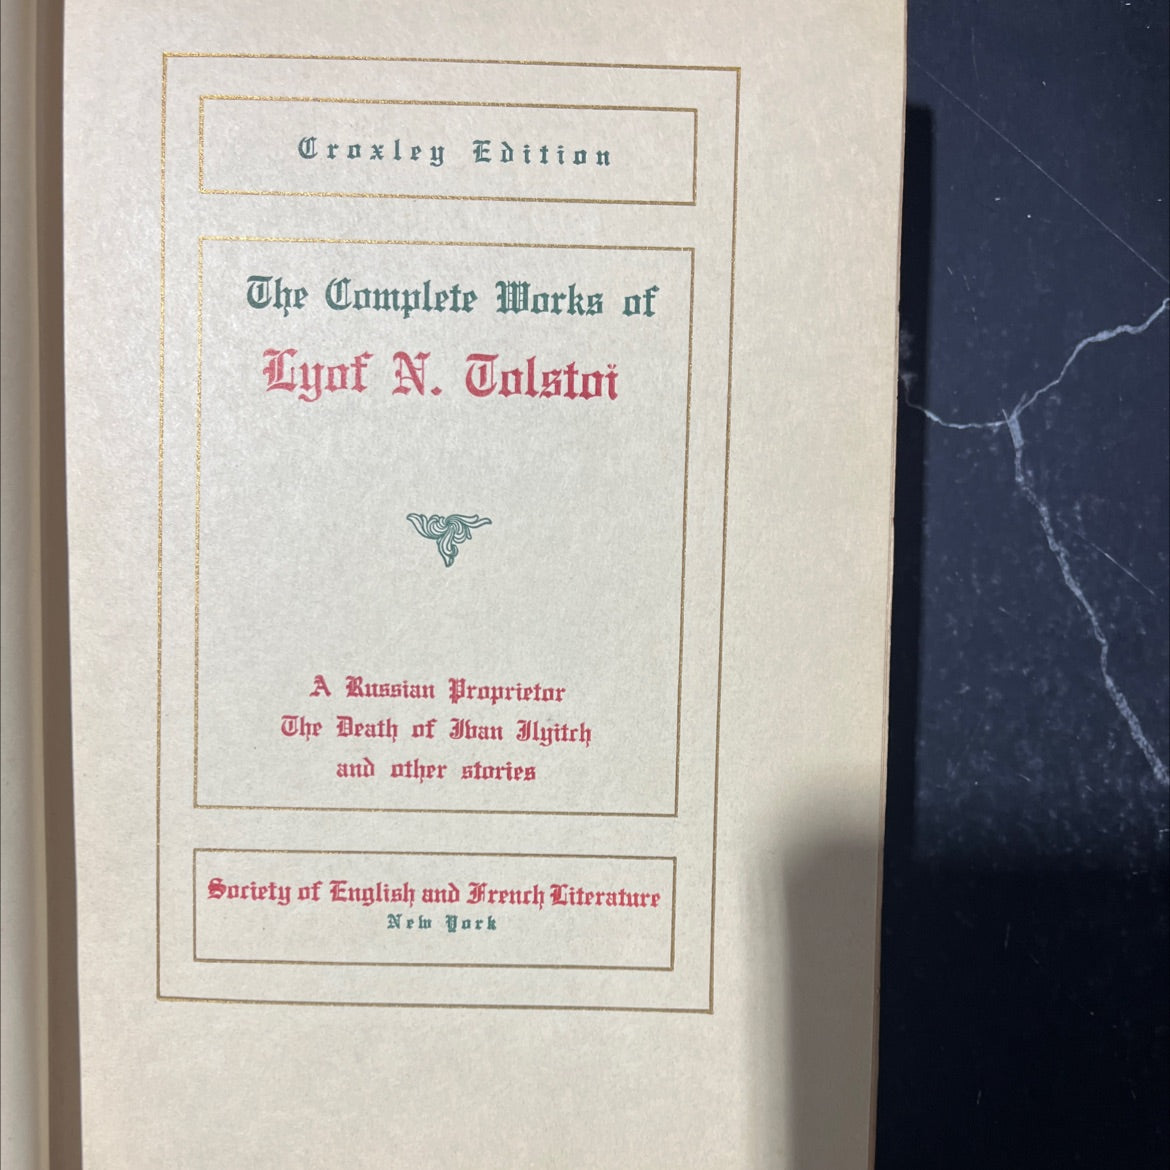 Croxley Edition
The Complete Works of
Lyof N. Tolstoï
A Russian Proprietor
The Death of Ivan Ilyitch
and other stories
Society of English and French Literature
New York